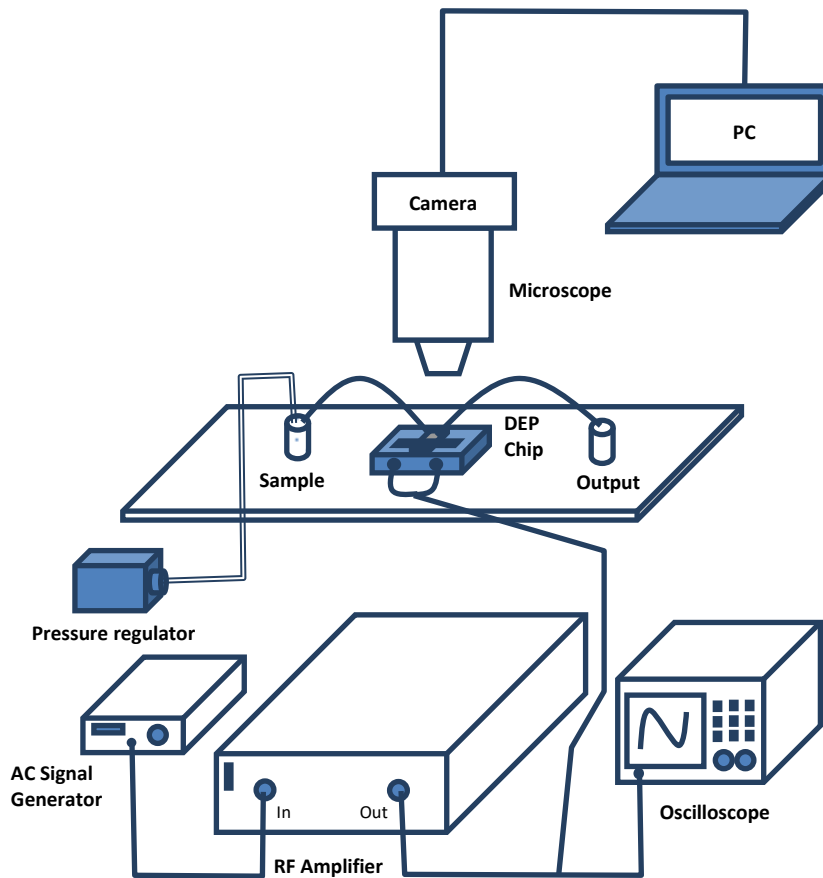 PC
Camera
Microscope
DEP
Chip
Sample
Output
Pressure regulator
AC Signal
Generator
In
Out
Oscilloscope
RF Amplifier